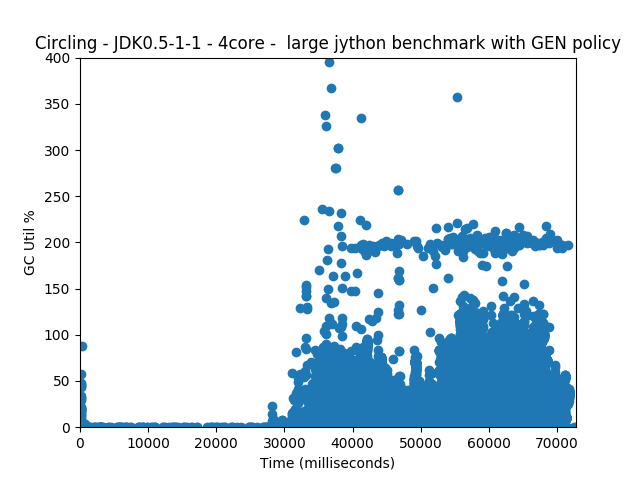 Circling - JDK0.5-1-1 - 4core -  large jython benchmark with GEN policy
400
350
300
250
200
150
100
50
0
GC Util %
0 10000 20000 30000 40000 50000 60000 70000
Time (milliseconds)